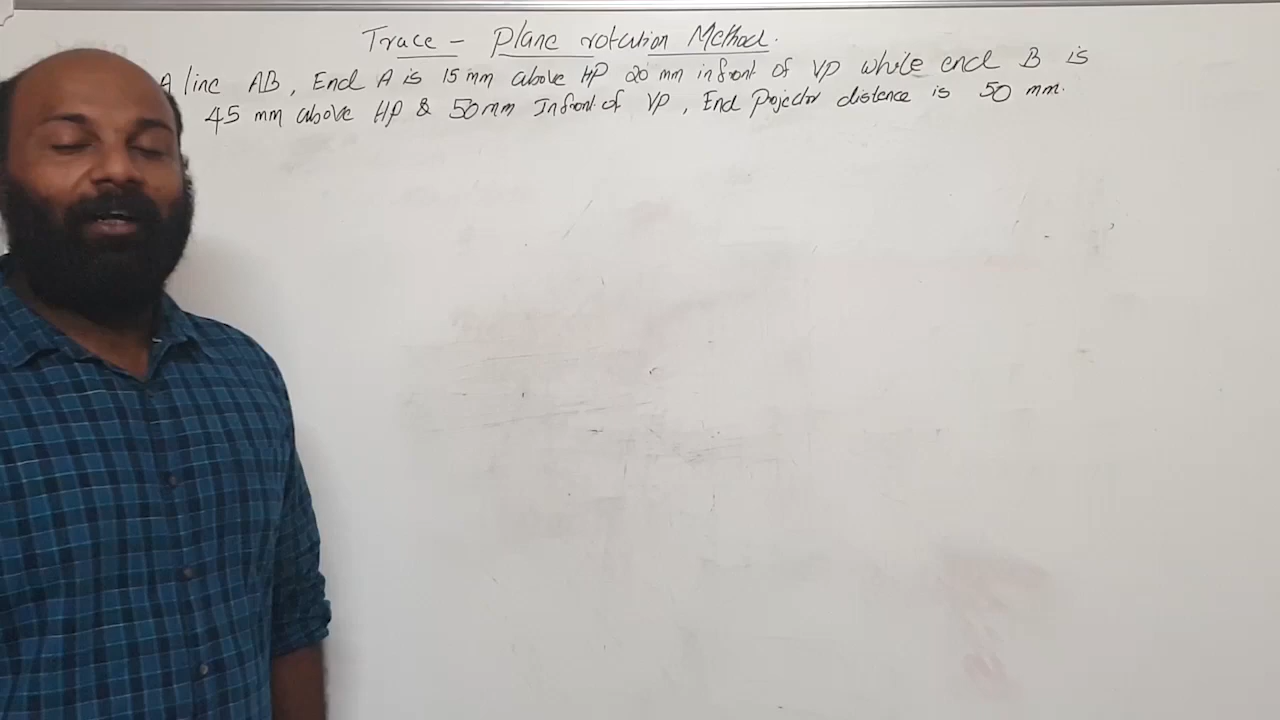 Trace - Plane rotation Method.
A line AB, End A is 15 mm above HP 20 mm infront of VP while end B is
45 mm above HP & 50 mm Infront of VP, End Projector distance is 50 mm.